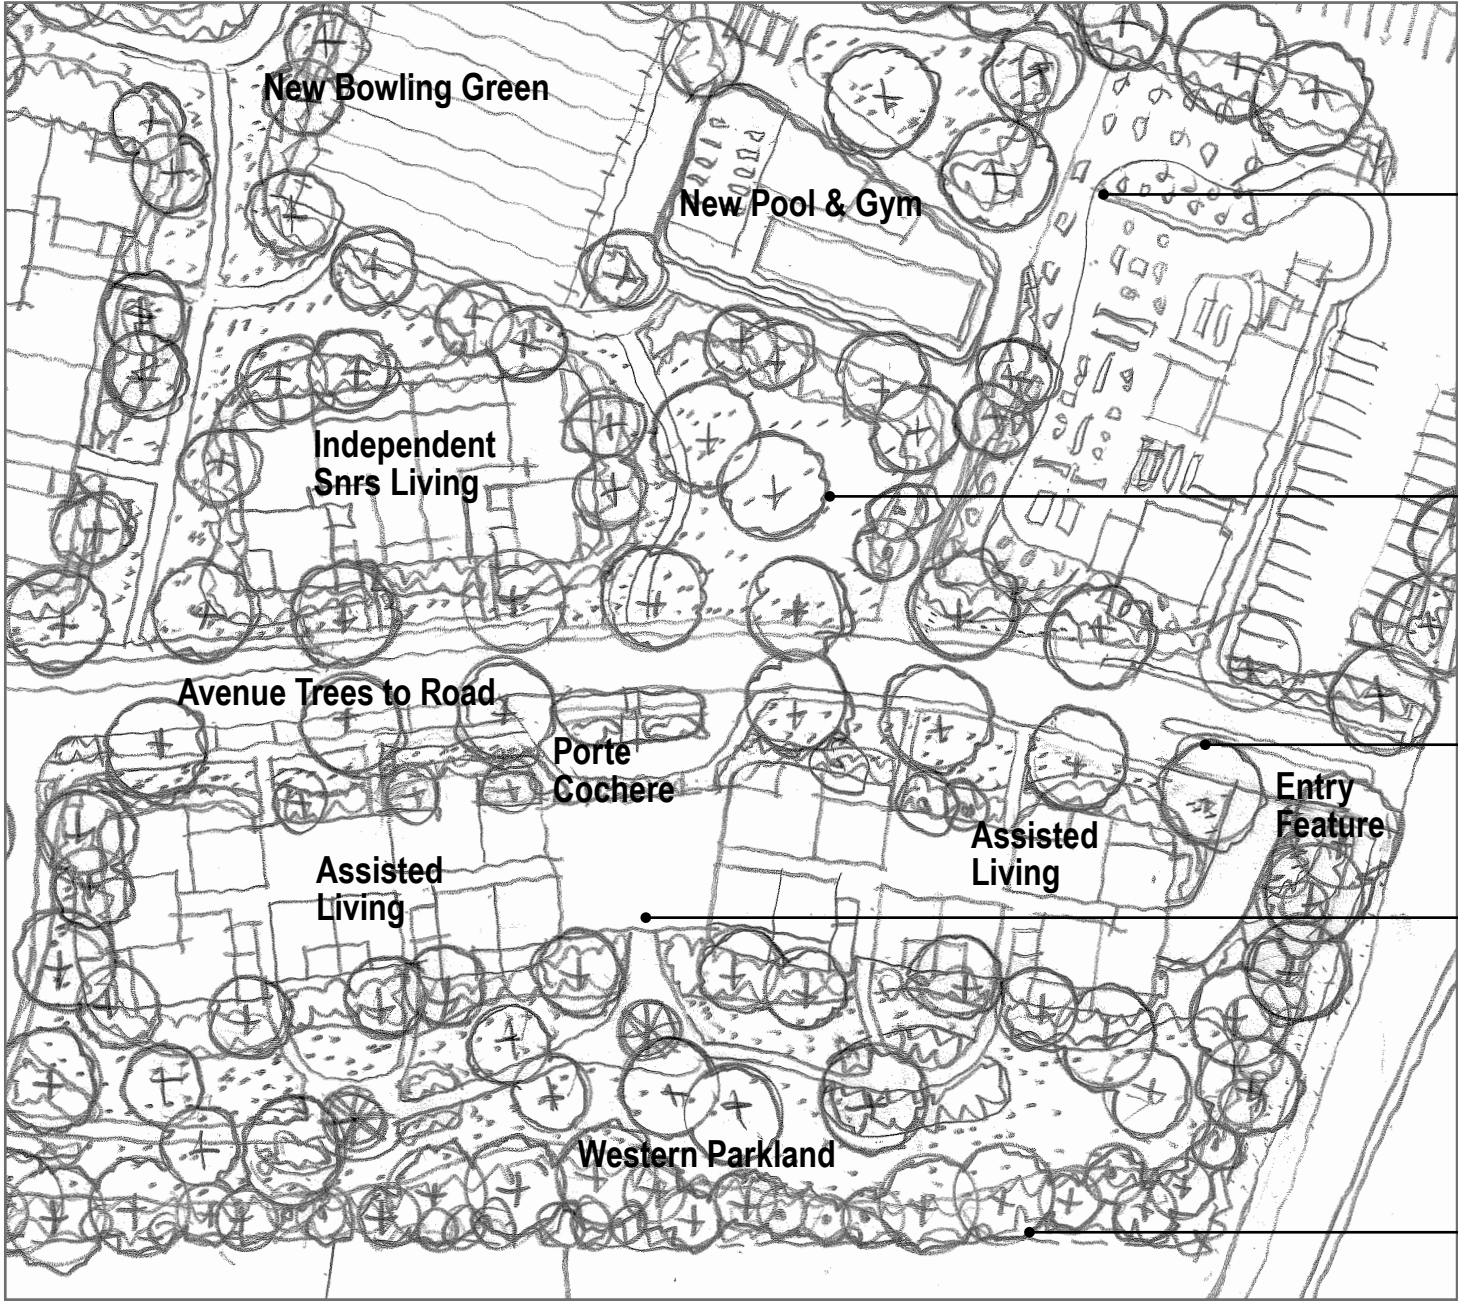 New Bowling Green
New Pool & Gym
Independent
Snrs Living
Avenue Trees to Road
Porte
Cochere
Entry
Feature
Assisted
Living
Assisted
Living
Western Parkland